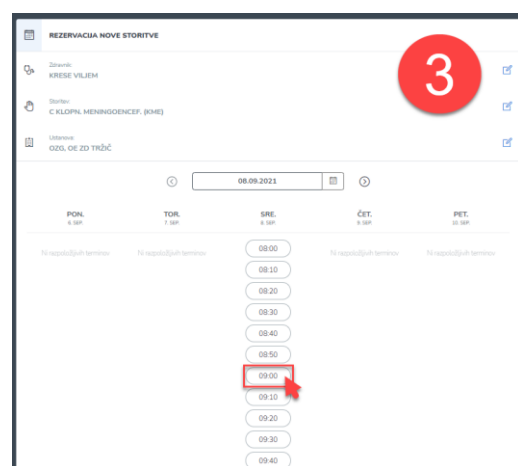 REZERVACIJA NOVE STORITVE
3
Zdravnik:
KRESE VILJEM
Storitev:
C KLOPN. MENINGOENCEF. (KME)
Ustanova:
OZG, OE ZD TRŽIČ
08.09.2021
PON. TOR. SRE. ČET. PET.
6. SEP. 7. SEP. 8. SEP. 9. SEP. 10. SEP.
Ni razpoložljivih terminov Ni razpoložljivih terminov 08:00 Ni razpoložljivih terminov Ni razpoložljivih terminov
08:10
08:20
08:30
08:40
08:50
09:00
09:10
09:20
09:30
09:40